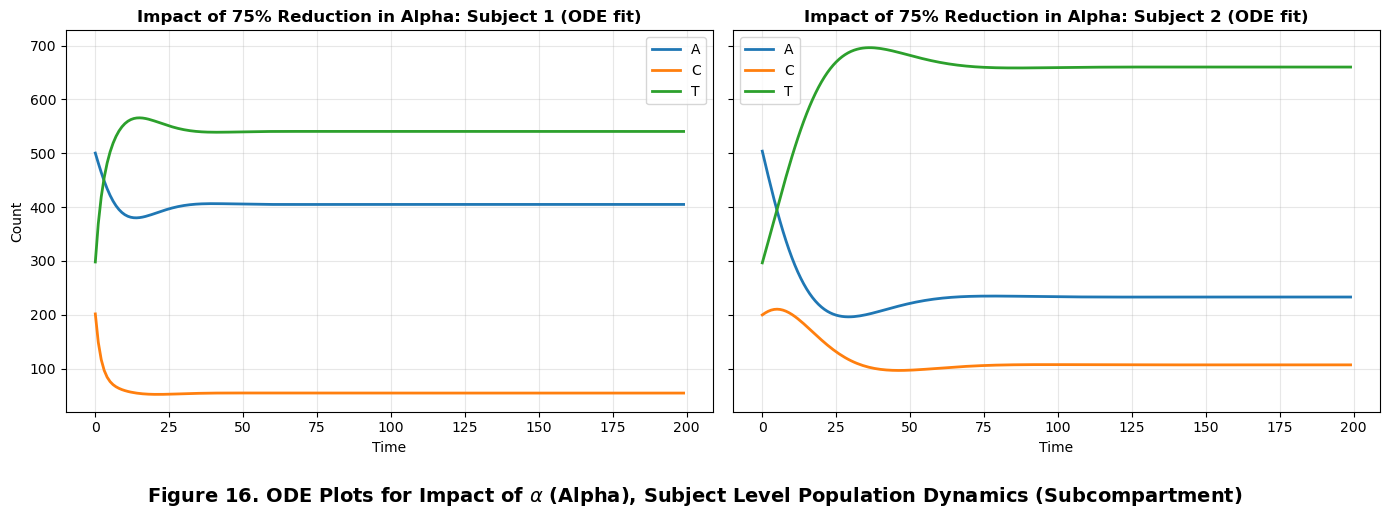 Impact of 75% Reduction in Alpha: Subject 1 (ODE fit)
Impact of 75% Reduction in Alpha: Subject 2 (ODE fit)
700
600
500
400
300
200
100
Count
A
C
T
A
C
T
0 25 50 75 100 125 150 175 200
0 25 50 75 100 125 150 175 200
Time
Time
Figure 16. ODE Plots for Impact of α (Alpha), Subject Level Population Dynamics (Subcompartment)